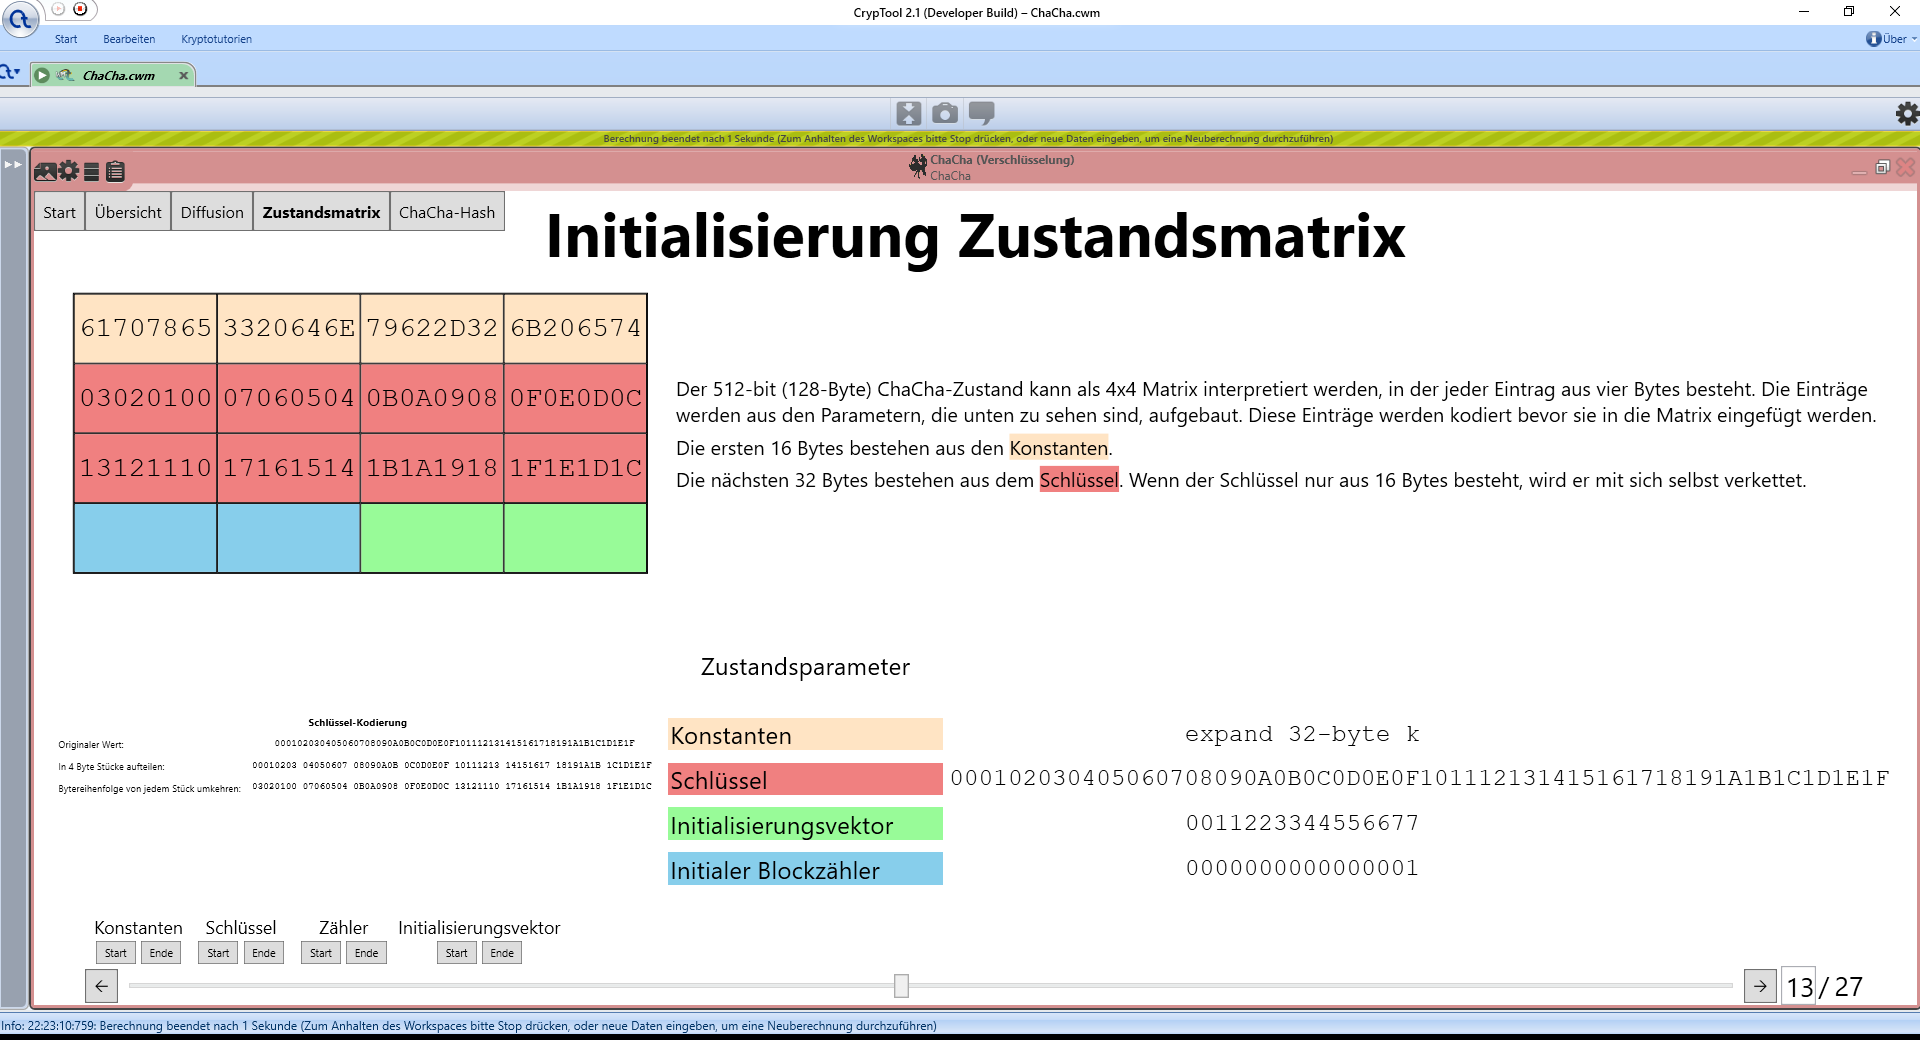 CrypTool 2.1 (Developer Build) – ChaCha.cwm
Start Bearbeiten Kryptotutorien Über
ChaCha.cwm
Berechnung beendet nach 1 Sekunde (Zum Anhalten des Workspaces bitte Stop drücken, oder neue Daten eingeben, um eine Neuberechnung durchzuführen)
ChaCha (Verschlüsselung)
ChaCha
Start Übersicht Diffusion Zustandsmatrix ChaCha-Hash
Initialisierung Zustandsmatrix
61707865 3320646E 79622D32 6B206574
03020100 07060504 0B0A0908 0F0E0D0C
13121110 17161514 1B1A1918 1F1E1D1C
Der 512-bit (128-Byte) ChaCha-Zustand kann als 4x4 Matrix interpretiert werden, in der jeder Eintrag aus vier Bytes besteht. Die Einträge
werden aus den Parametern, die unten zu sehen sind, aufgebaut. Diese Einträge werden kodiert bevor sie in die Matrix eingefügt werden.
Die ersten 16 Bytes bestehen aus den Konstanten.
Die nächsten 32 Bytes bestehen aus dem Schlüssel. Wenn der Schlüssel nur aus 16 Bytes besteht, wird er mit sich selbst verkettet.
Schlüssel-Kodierung
Originaler Wert: 000102030405060708090A0B0C0D0E0F101112131415161718191A1B1C1D1E1F
In 4 Byte Stücke aufteilen: 00010203 04050607 08090A0B 0C0D0E0F 10111213 14151617 18191A1B 1C1D1E1F
Bytereihenfolge von jedem Stück umkehren: 03020100 07060504 0B0A0908 0F0E0D0C 13121110 17161514 1B1A1918 1F1E1D1C
Zustandsparameter
Konstanten expand 32-byte k
Schlüssel 000102030405060708090A0B0C0D0E0F101112131415161718191A1B1C1D1E1F
Initialisierungsvektor 0011223344556677
Initialer Blockzähler 0000000000000001
Konstanten Schlüssel Zähler Initialisierungsvektor
Start Ende Start Ende Start Ende Start Ende
13 / 27
Info: 22:23:10:759: Berechnung beendet nach 1 Sekunde (Zum Anhalten des Workspaces bitte Stop drücken, oder neue Daten eingeben, um eine Neuberechnung durchzuführen)